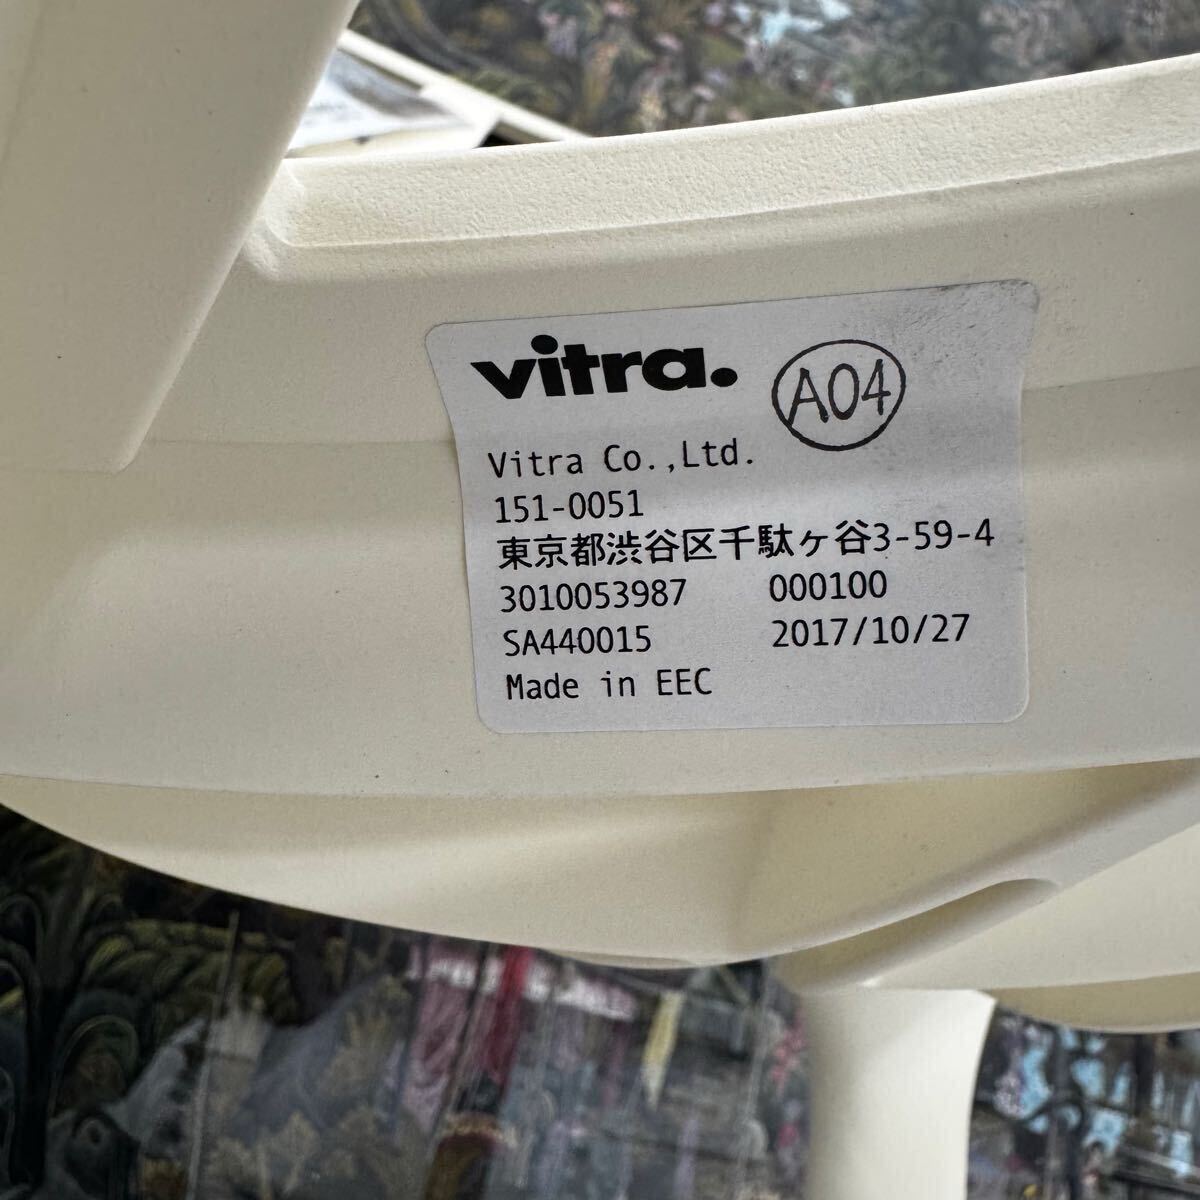 vitra.
A04
Vitra Co.,Ltd.
151-0051
東京都渋谷区千駄ヶ谷3-59-4
3010053987 000100
SA440015 2017/10/27
Made in EEC